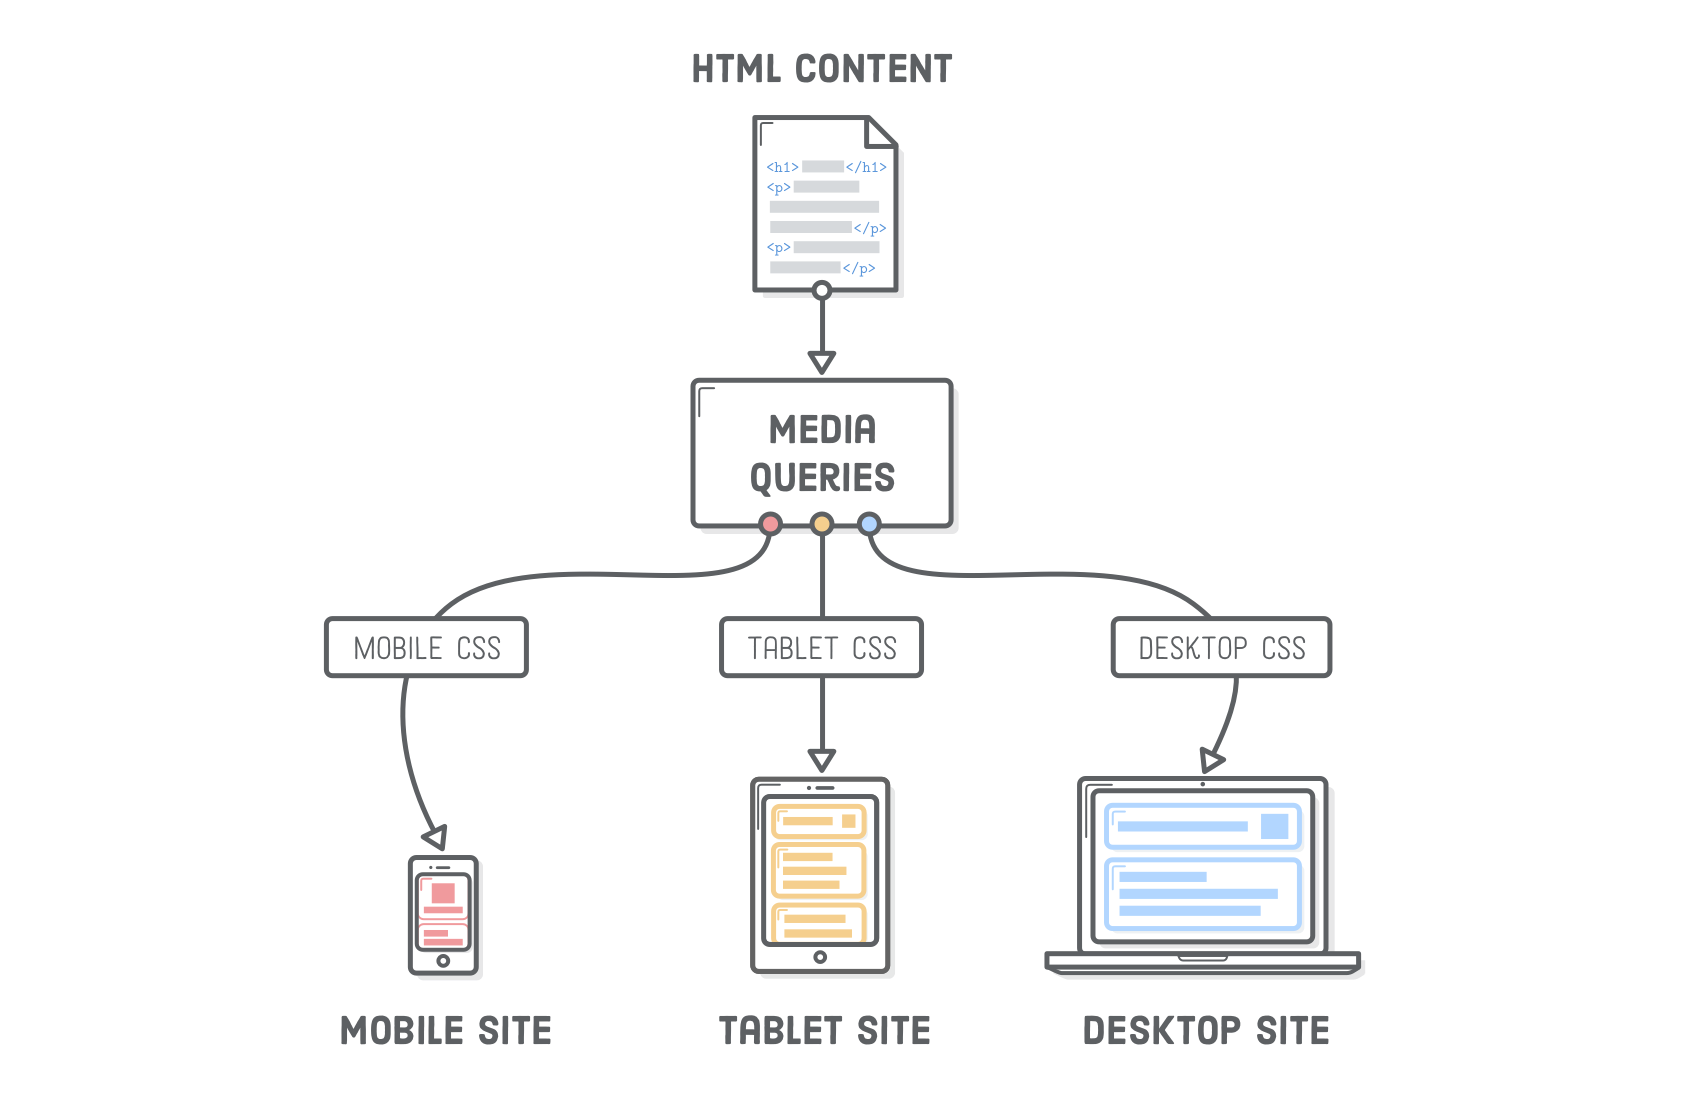 HTML CONTENT
<h1> </h1>
<p>
</p>
<p>
</p>
MEDIA
QUERIES
MOBILE CSS
TABLET CSS
DESKTOP CSS
MOBILE SITE
TABLET SITE
DESKTOP SITE